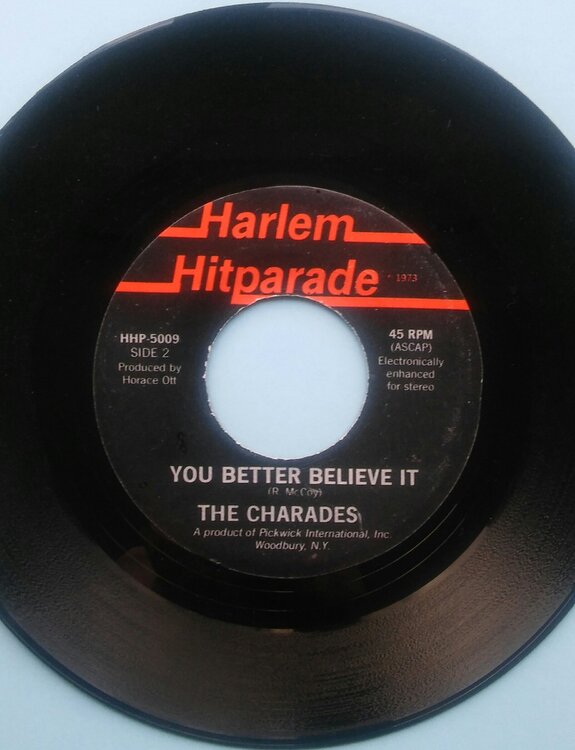 Harlem
Hitparade
℗ 1973
HHP-5009
SIDE 2
Produced by
Horace Ott
45 RPM
(ASCAP)
Electronically
enhanced
for stereo
YOU BETTER BELIEVE IT
(R. McCoy)
THE CHARADES
A product of Pickwick International, Inc.
Woodbury, N.Y.